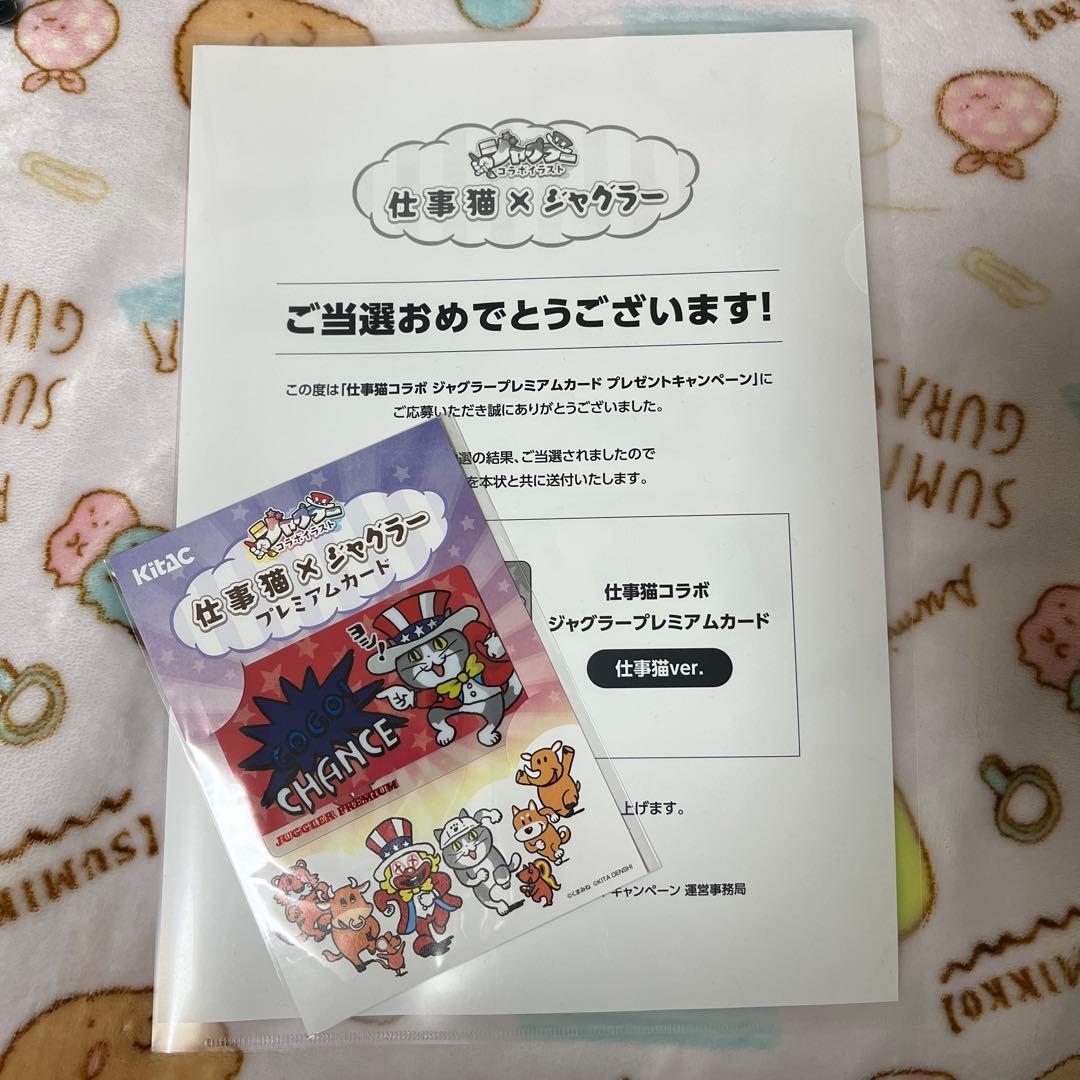 ジャグラー
コラボイラスト
仕事猫×ジャグラー
ご当選おめでとうございます!
この度は「仕事猫コラボ ジャグラープレミアムカード プレゼントキャンペーン」に
ご応募いただき誠にありがとうございました。
選の結果、ご当選されましたので
を本状と共に送付いたします。
仕事猫コラボ
ジャグラープレミアムカード
仕事猫ver.
上げます。
キャンペーン 運営事務局
KitAC
ジャグラー
コラボイラスト
仕事猫×ジャグラー
プレミアムカード
ヨシ!
GOGO!
CHANCE
©くまみね ©KITA DENSHI
SUMI
GURAS
SUMI
GURAS
[SUMIKKO
MIKKO]